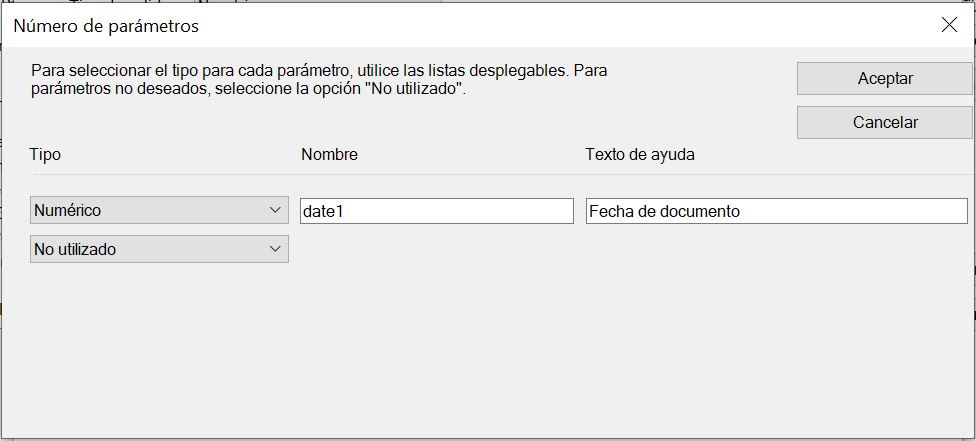 Número de parámetros
Para seleccionar el tipo para cada parámetro, utilice las listas desplegables. Para
parámetros no deseados, seleccione la opción "No utilizado".
Aceptar
Cancelar
Tipo Nombre Texto de ayuda
Numérico date1 Fecha de documento
No utilizado